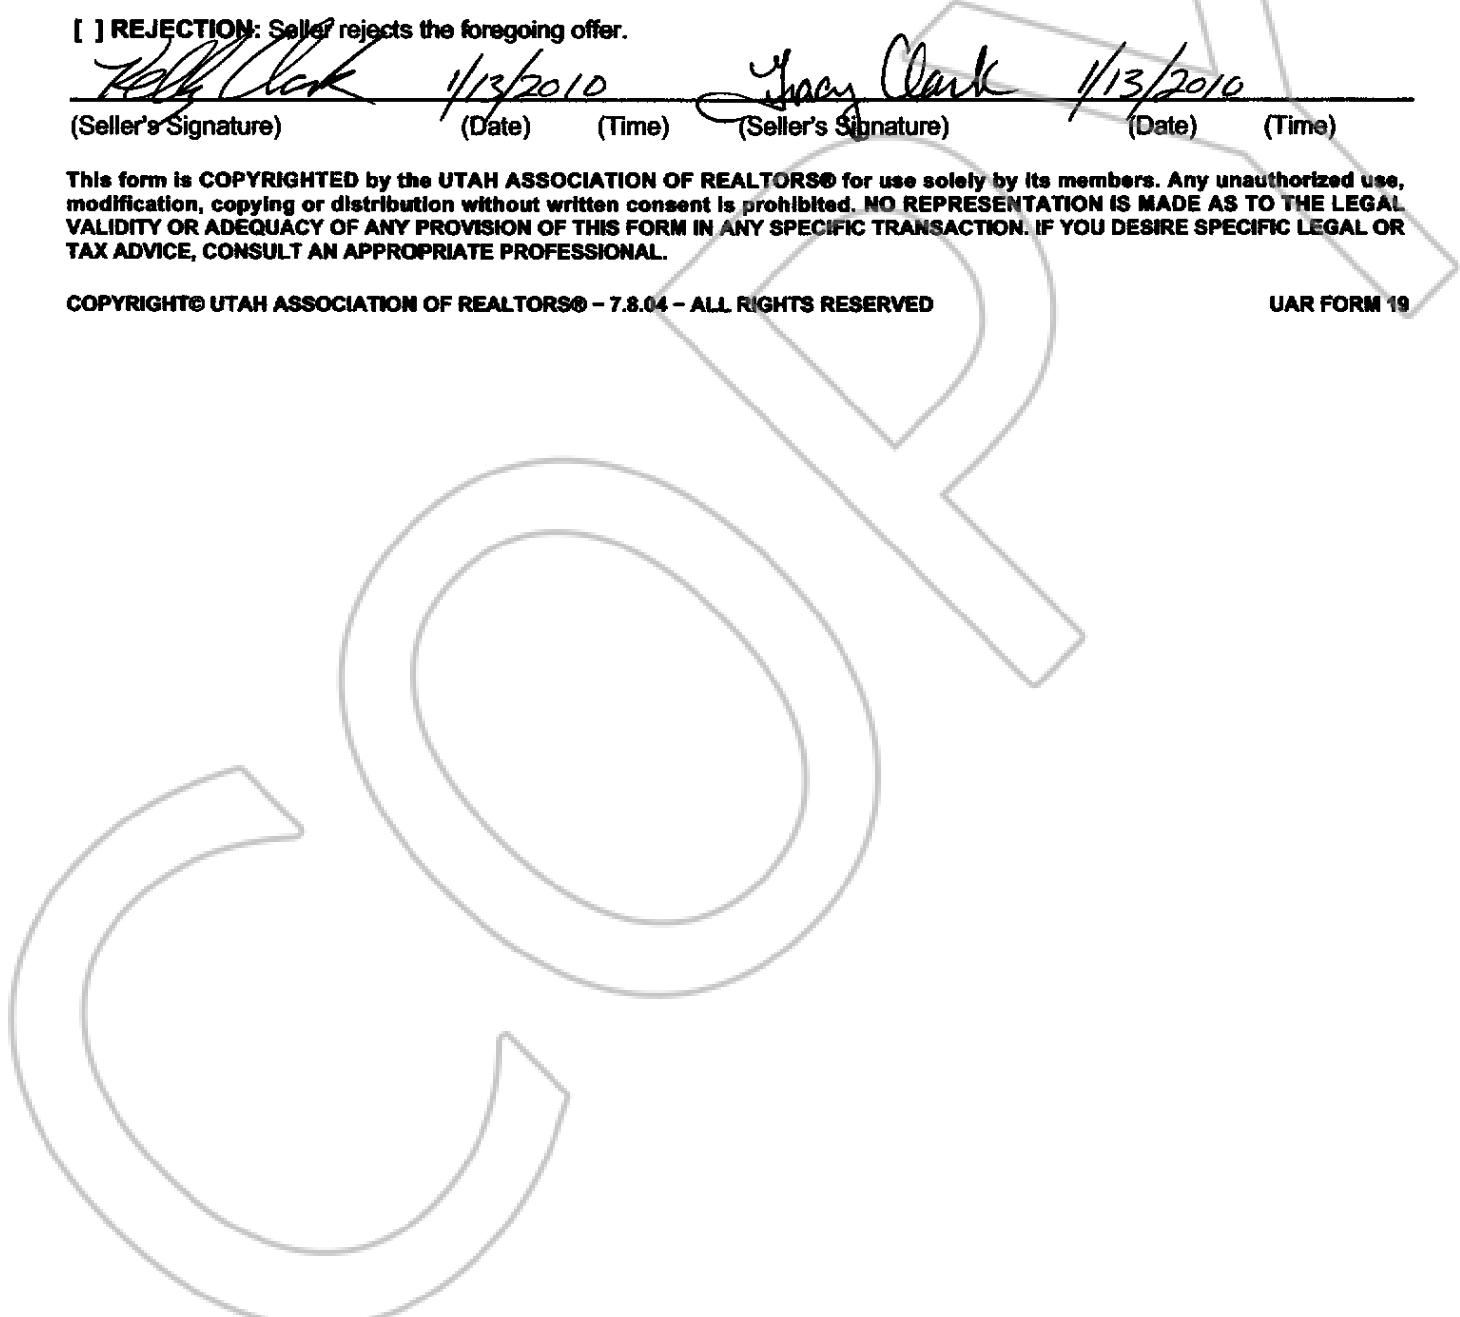 [ ] REJECTION: Seller rejects the foregoing offer.
Kelly Clark 1/13/2010 Tracy Clark 1/13/2010
(Seller's Signature) (Date) (Time) (Seller's Signature) (Date) (Time)
This form is COPYRIGHTED by the UTAH ASSOCIATION OF REALTORS® for use solely by its members. Any unauthorized use,
modification, copying or distribution without written consent is prohibited. NO REPRESENTATION IS MADE AS TO THE LEGAL
VALIDITY OR ADEQUACY OF ANY PROVISION OF THIS FORM IN ANY SPECIFIC TRANSACTION. IF YOU DESIRE SPECIFIC LEGAL OR
TAX ADVICE, CONSULT AN APPROPRIATE PROFESSIONAL.
COPYRIGHT© UTAH ASSOCIATION OF REALTORS® – 7.8.04 – ALL RIGHTS RESERVED UAR FORM 19
COPY